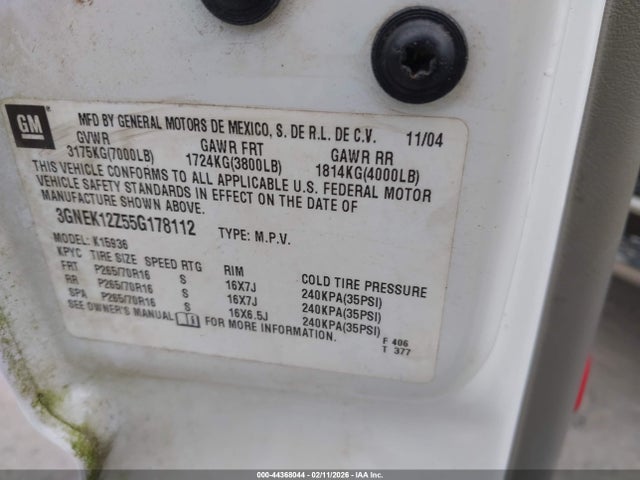 GM
MFD BY GENERAL MOTORS DE MEXICO, S. DE R.L. DE C.V. 11/04
GVWR GAWR FRT GAWR RR
3175KG(7000LB) 1724KG(3800LB) 1814KG(4000LB)
THIS VEHICLE CONFORMS TO ALL APPLICABLE U.S. FEDERAL MOTOR
VEHICLE SAFETY STANDARDS IN EFFECT ON THE DATE OF
MANUFACTURE SHOWN ABOVE.
3GNEK12Z55G178112 TYPE: M.P.V.
MODEL: K15936
KPYC TIRE SIZE SPEED RTG RIM COLD TIRE PRESSURE
FRT P265/70R16 S 16X7J 240KPA(35PSI)
RR P265/70R16 S 16X7J 240KPA(35PSI)
SPA P265/70R16 S 16X6.5J 240KPA(35PSI)
SEE OWNER'S MANUAL FOR MORE INFORMATION.
F 406
T 377
000-44368044 - 02/11/2026 - IAA Inc.